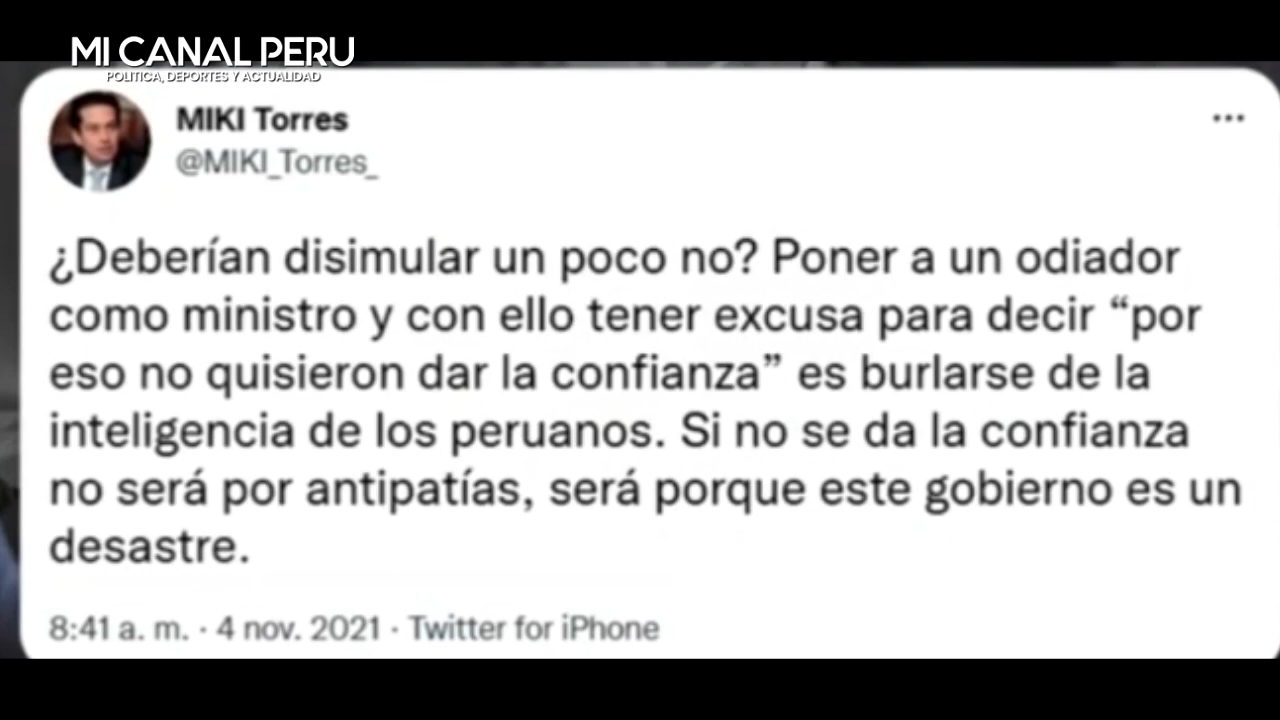 MI CANAL PERU
POLITICA, DEPORTES Y ACTUALIDAD
MIKI Torres
@MIKI_Torres_
¿Deberían disimular un poco no? Poner a un odiador
como ministro y con ello tener excusa para decir “por
eso no quisieron dar la confianza” es burlarse de la
inteligencia de los peruanos. Si no se da la confianza
no será por antipatías, será porque este gobierno es un
desastre.
8:41 a. m. · 4 nov. 2021 · Twitter for iPhone